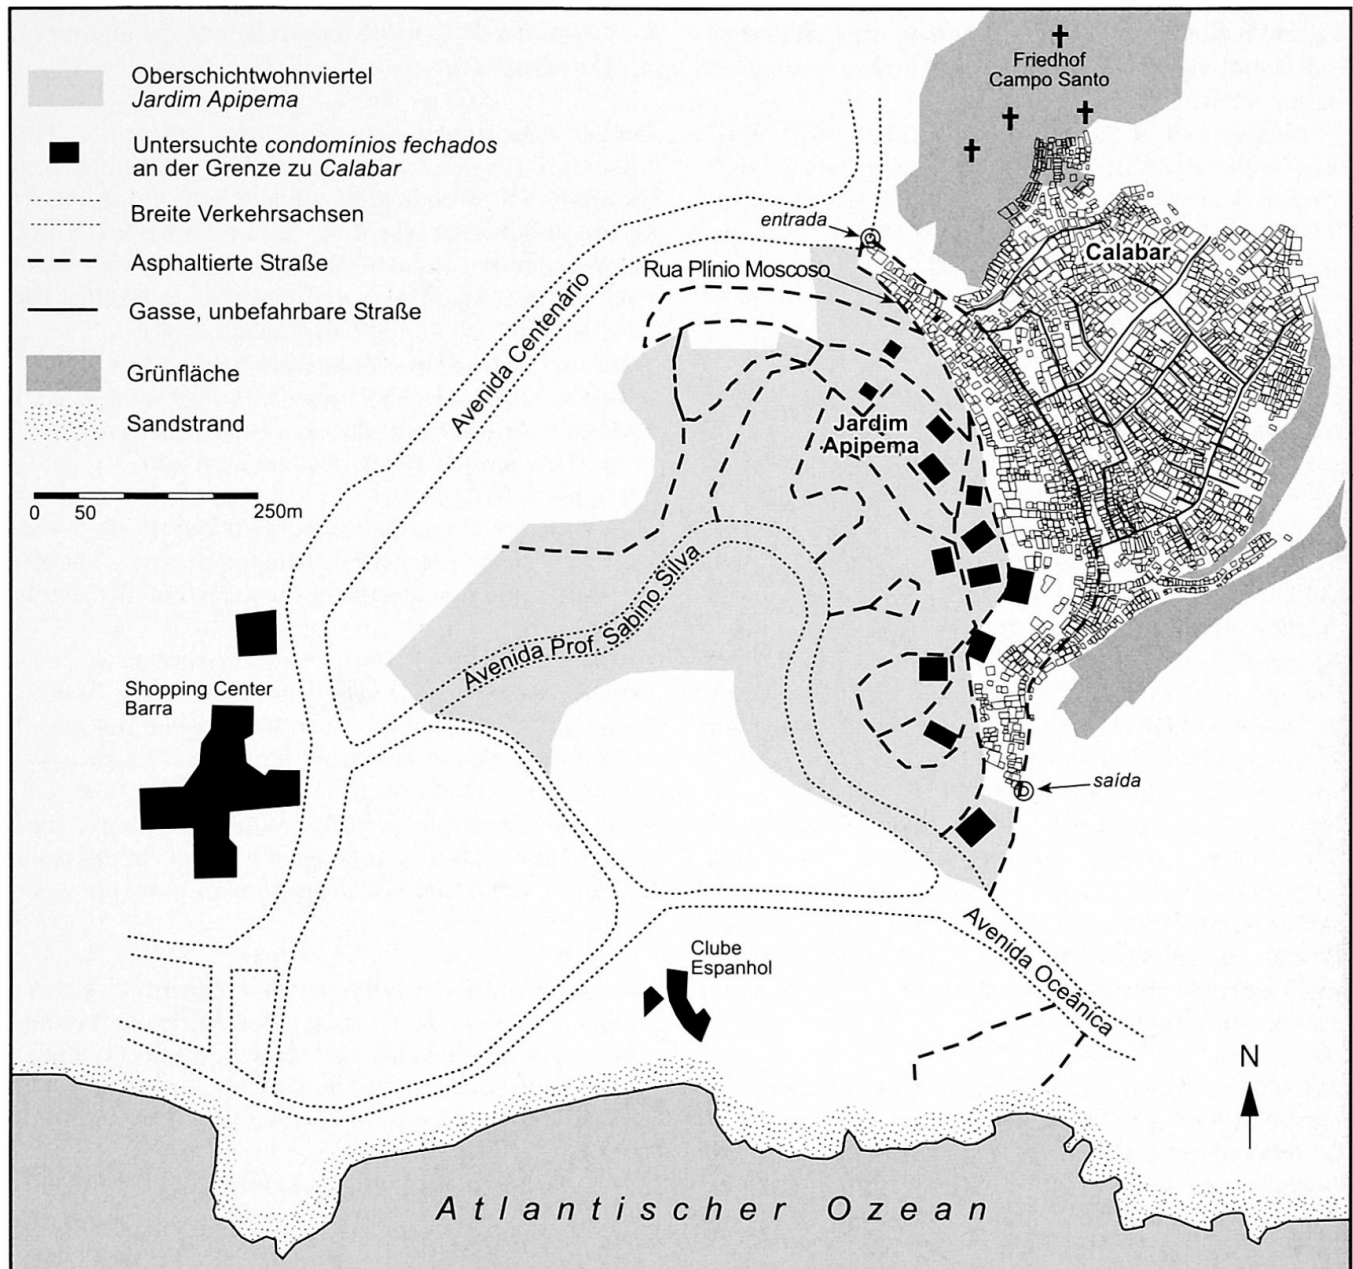 Oberschichtwohnviertel
Jardim Apipema
Untersuchte condomínios fechados
an der Grenze zu Calabar
Breite Verkehrsachsen
Asphaltierte Straße
Gasse, unbefahrbare Straße
Grünfläche
Sandstrand
0 50 250m
Friedhof
Campo Santo
entrada
Calabar
Rua Plínio Moscoso
Avenida Centenário
Jardim
Apipema
Avenida Prof. Sabino Silva
Shopping Center
Barra
saída
Clube
Espanhol
Avenida Oceânica
N
Atlantischer Ozean